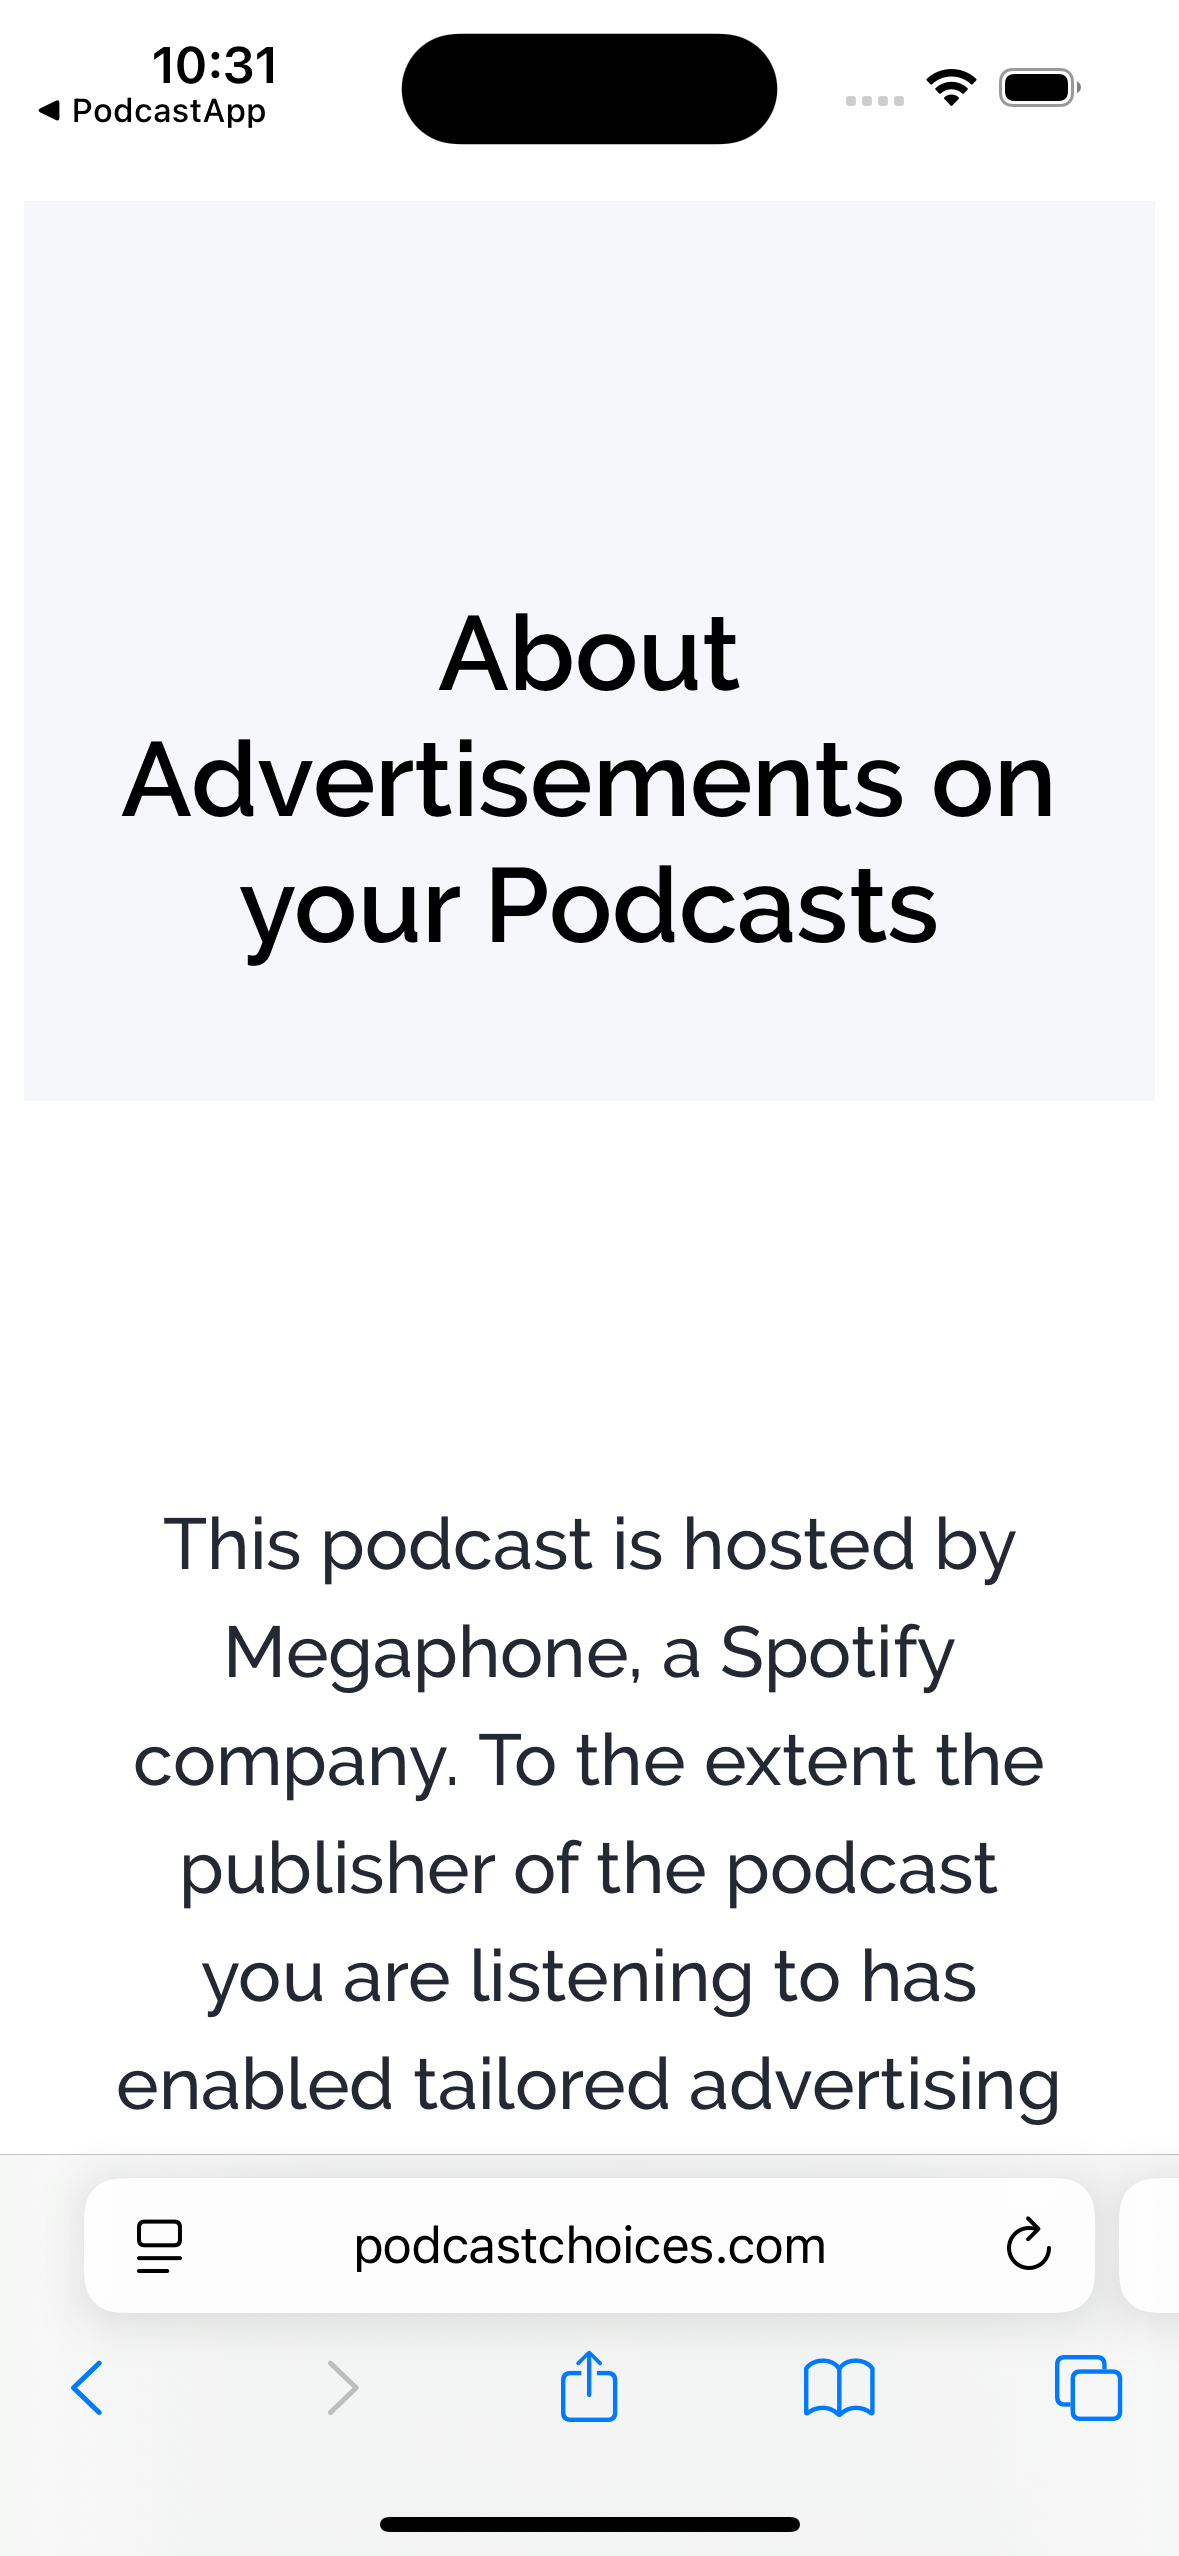 10:31
PodcastApp
About
Advertisements on
your Podcasts
This podcast is hosted by
Megaphone, a Spotify
company. To the extent the
publisher of the podcast
you are listening to has
enabled tailored advertising
podcastchoices.com